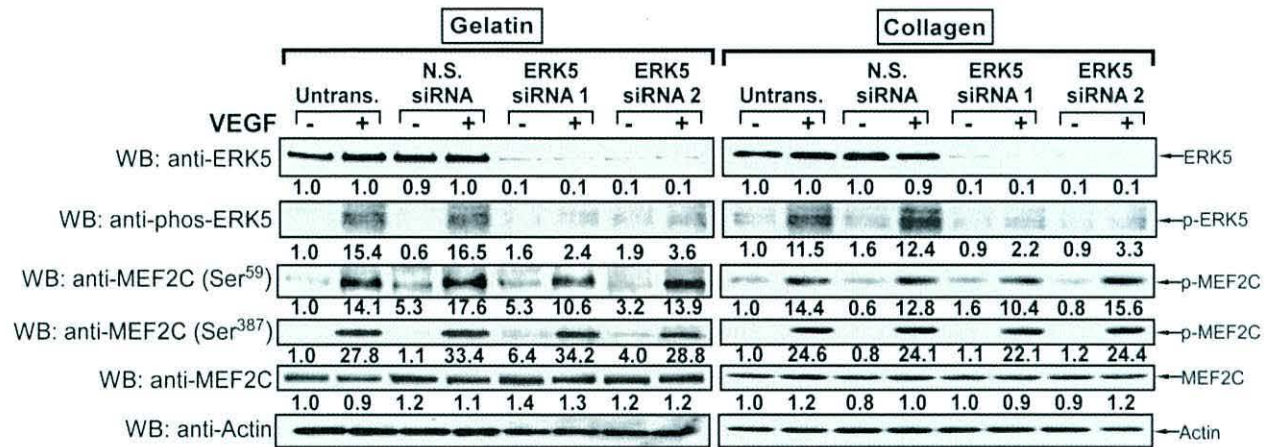 Gelatin Collagen
N.S. ERK5 ERK5 N.S. ERK5 ERK5
Untrans. siRNA siRNA 1 siRNA 2 Untrans. siRNA siRNA 1 siRNA 2
VEGF - + - + - + - + - + - + - + - +
WB: anti-ERK5 ERK5
1.0 1.0 0.9 1.0 0.1 0.1 0.1 0.1 1.0 1.0 1.0 0.9 0.1 0.1 0.1 0.1
WB: anti-phos-ERK5 p-ERK5
1.0 15.4 0.6 16.5 1.6 2.4 1.9 3.6 1.0 11.5 1.6 12.4 0.9 2.2 0.9 3.3
WB: anti-MEF2C (Ser⁵⁹) p-MEF2C
1.0 14.1 5.3 17.6 5.3 10.6 3.2 13.9 1.0 14.4 0.6 12.8 1.6 10.4 0.8 15.6
WB: anti-MEF2C (Ser³⁸⁷) p-MEF2C
1.0 27.8 1.1 33.4 6.4 34.2 4.0 28.8 1.0 24.6 0.8 24.1 1.1 22.1 1.2 24.4
WB: anti-MEF2C MEF2C
1.0 0.9 1.2 1.1 1.4 1.3 1.2 1.2 1.0 1.2 0.8 1.0 1.0 0.9 0.9 1.2
WB: anti-Actin Actin